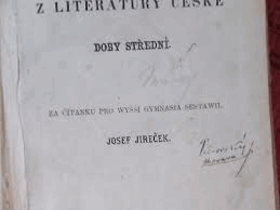 Z LITERATURY ČESKÉ
DOBY STŘEDNÍ.
ZA ČÍTANKU PRO VYŠŠÍ GYMNASIA SESTAVIL
JOSEF JIREČEK.